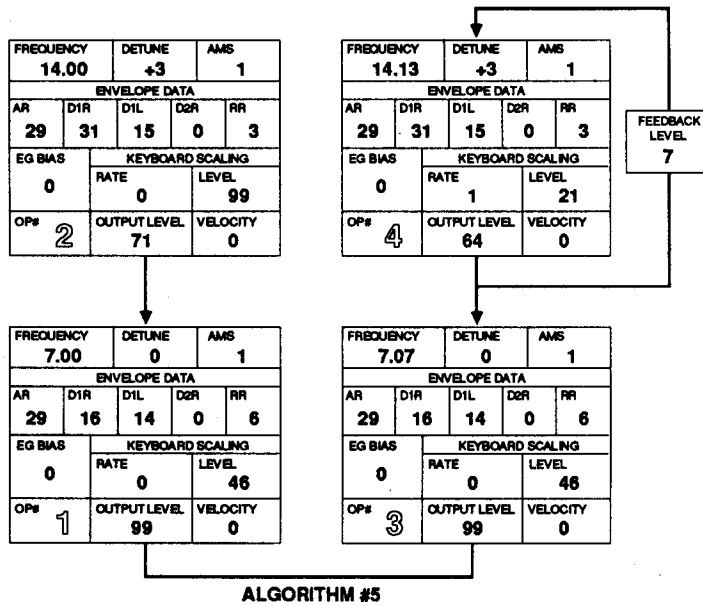 FREQUENCY DETUNE AMS
14.00 +3 1
ENVELOPE DATA
AR D1R D1L D2R RR
29 31 15 0 3
EG BIAS KEYBOARD SCALING
0 RATE LEVEL
0 99
OP# 2 OUTPUT LEVEL VELOCITY
71 0
FREQUENCY DETUNE AMS
14.13 +3 1
ENVELOPE DATA
AR D1R D1L D2R RR
29 31 15 0 3
EG BIAS KEYBOARD SCALING
0 RATE LEVEL
1 21
OP# 4 OUTPUT LEVEL VELOCITY
64 0
FEEDBACK
LEVEL
7
FREQUENCY DETUNE AMS
7.00 0 1
ENVELOPE DATA
AR D1R D1L D2R RR
29 16 14 0 6
EG BIAS KEYBOARD SCALING
0 RATE LEVEL
0 46
OP# 1 OUTPUT LEVEL VELOCITY
99 0
FREQUENCY DETUNE AMS
7.07 0 1
ENVELOPE DATA
AR D1R D1L D2R RR
29 16 14 0 6
EG BIAS KEYBOARD SCALING
0 RATE LEVEL
0 46
OP# 3 OUTPUT LEVEL VELOCITY
99 0
ALGORITHM #5